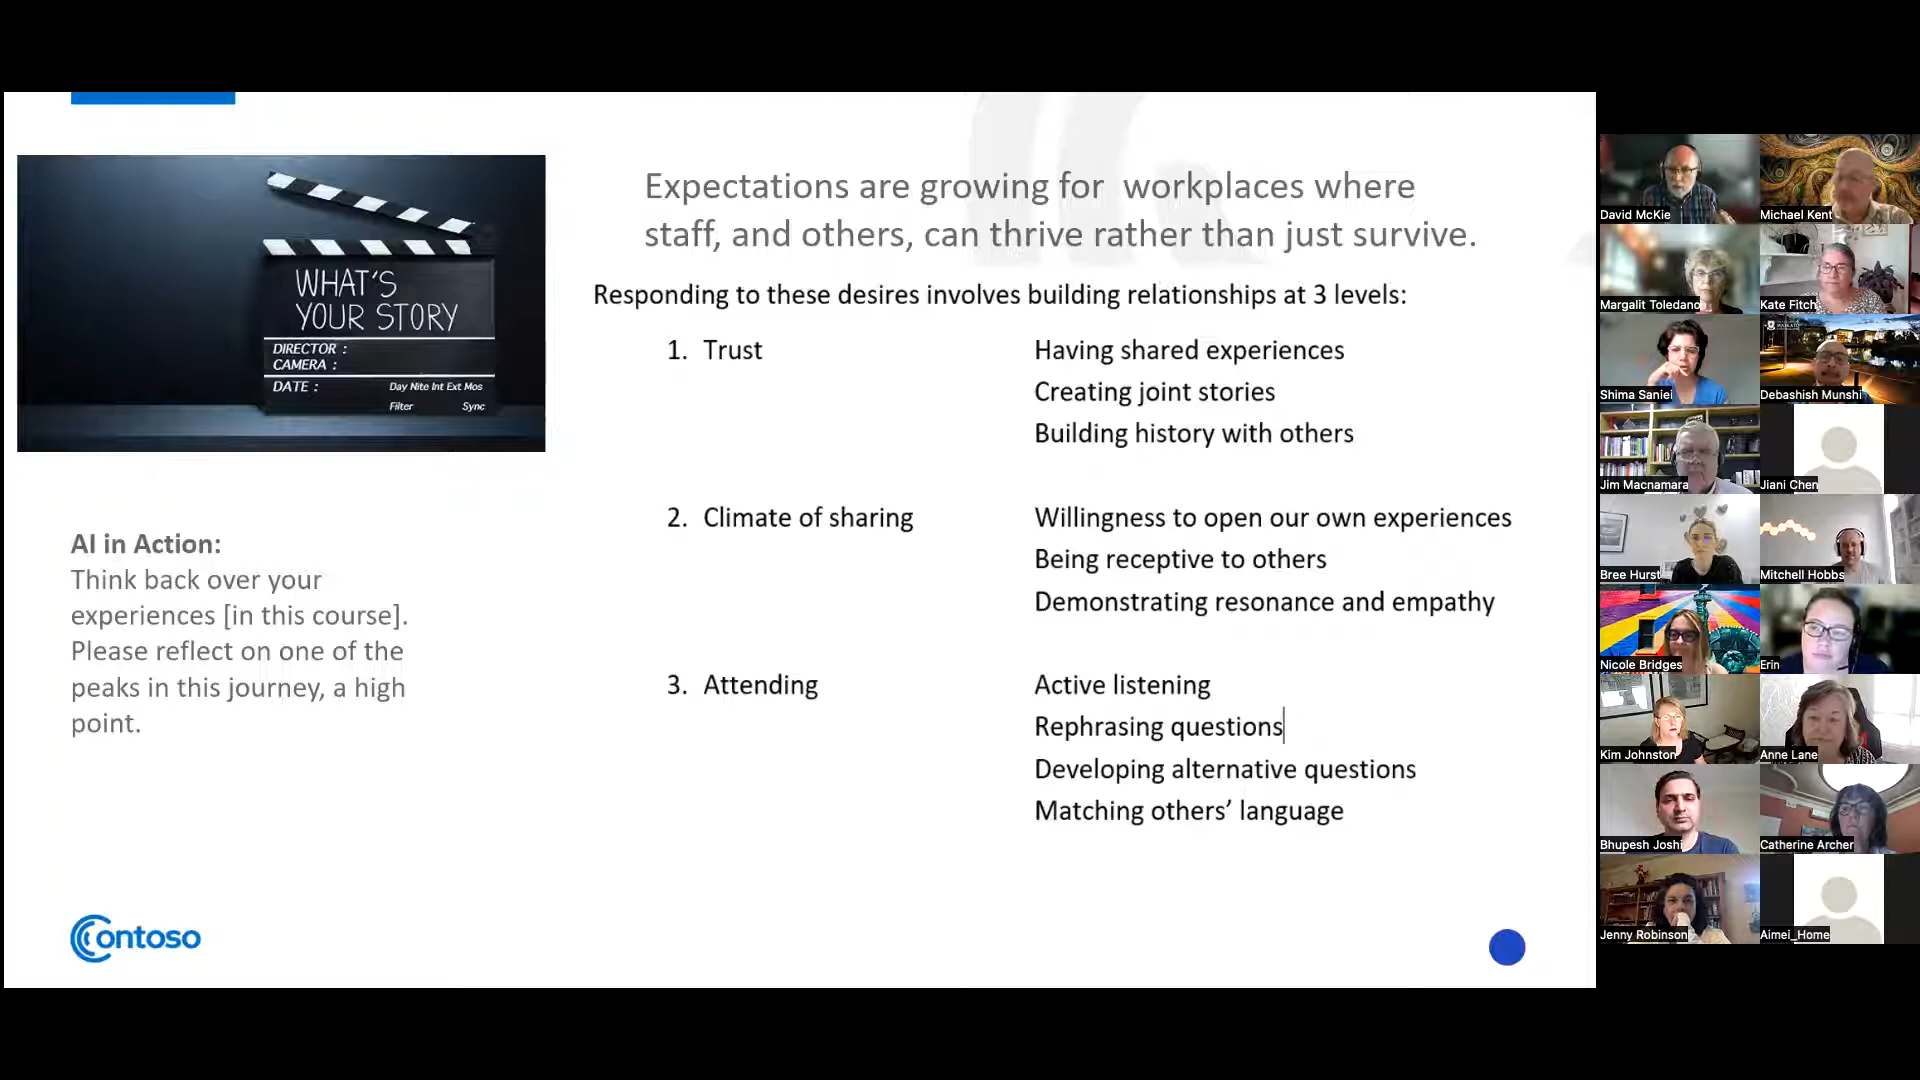 WHAT'S
YOUR STORY
DIRECTOR :
CAMERA :
DATE :
Day Nite Int Ext Mos
Filter
Sync
AI in Action:
Think back over your
experiences [in this course].
Please reflect on one of the
peaks in this journey, a high
point.
Contoso
Expectations are growing for workplaces where
staff, and others, can thrive rather than just survive.
Responding to these desires involves building relationships at 3 levels:
1. Trust
Having shared experiences
Creating joint stories
Building history with others
2. Climate of sharing
Willingness to open our own experiences
Being receptive to others
Demonstrating resonance and empathy
3. Attending
Active listening
Rephrasing questions
Developing alternative questions
Matching others’ language
David McKie
Michael Kent
Margalit Toledano
Kate Fitch
Shima Saniei
Debashish Munshi
Jim Macnamara
Jiani Chen
Bree Hurst
Mitchell Hobbs
Nicole Bridges
Erin
Kim Johnston
Anne Lane
Bhupesh Joshi
Catherine Archer
Jenny Robinson
Aimei_Home